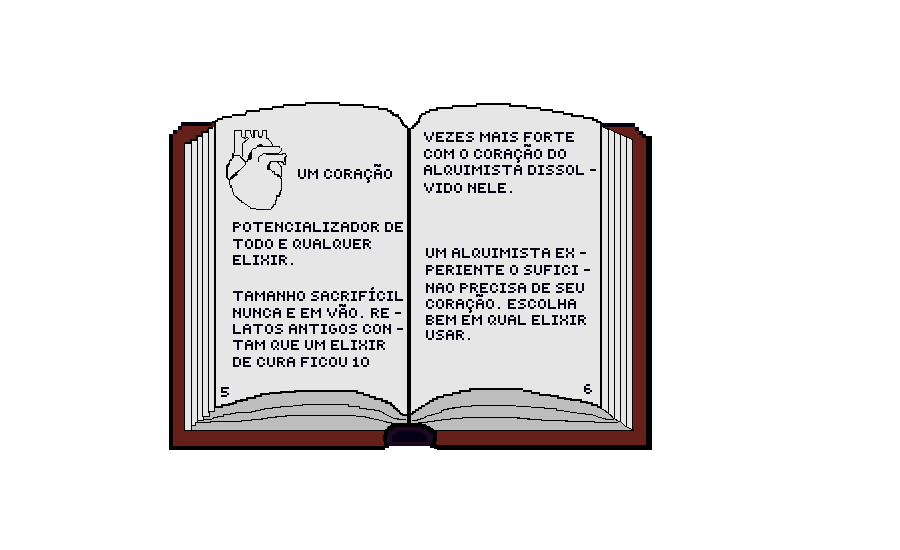 UM CORAÇÃO
POTENCIALIZADOR DE
TODO E QUALQUER
ELIXIR.
TAMANHO SACRIFÍCIL
NUNCA E EM VÃO. RE-
LATOS ANTIGOS CON-
TAM QUE UM ELIXIR
DE CURA FICOU 10
5
VEZES MAIS FORTE
COM O CORAÇÃO DO
ALQUIMISTA DISSOL-
VIDO NELE.
UM ALQUIMISTA EX-
PERIENTE O SUFICI-
NAO PRECISA DE SEU
CORAÇÃO. ESCOLHA
BEM EM QUAL ELIXIR
USAR.
6